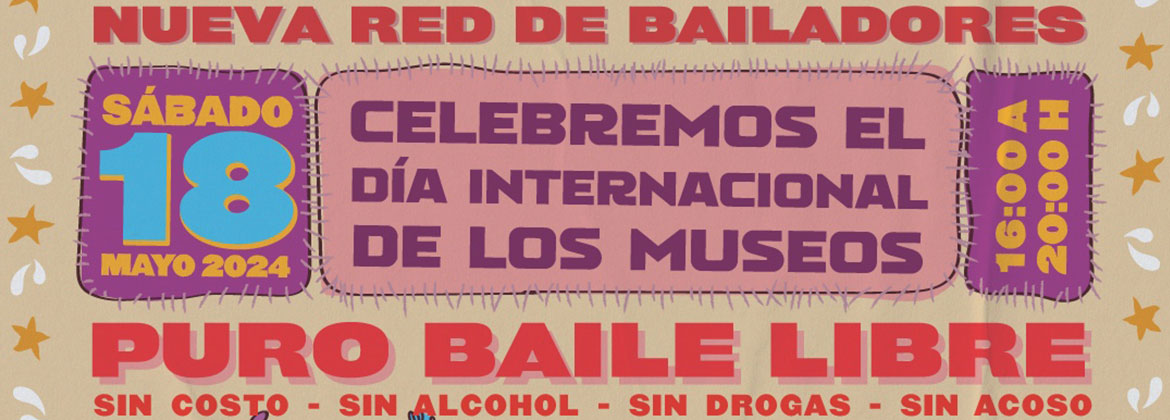 NUEVA RED DE BAILADORES
SÁBADO
18
MAYO 2024
CELEBREMOS EL
DÍA INTERNACIONAL
DE LOS MUSEOS
16:00 A
20:00 H
PURO BAILE LIBRE
SIN COSTO - SIN ALCOHOL - SIN DROGAS - SIN ACOSO